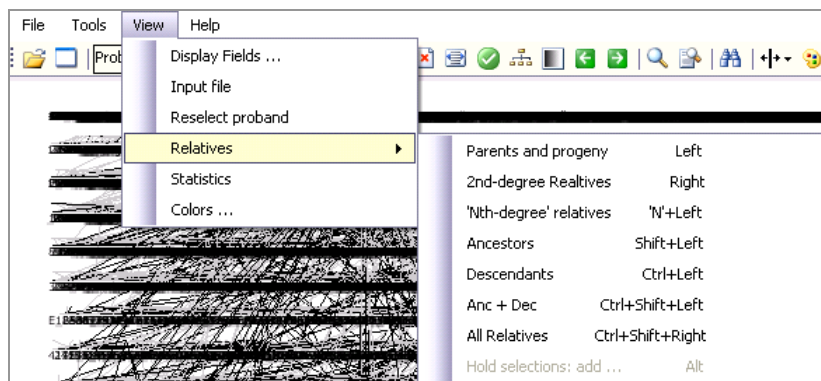 File Tools View Help
Prob
Display Fields ...
Input file
Reselect proband
Relatives
Statistics
Colors ...
Parents and progeny Left
2nd-degree Realtives Right
'Nth-degree' relatives 'N'+Left
Ancestors Shift+Left
Descendants Ctrl+Left
Anc + Dec Ctrl+Shift+Left
All Relatives Ctrl+Shift+Right
Hold selections: add ... Alt